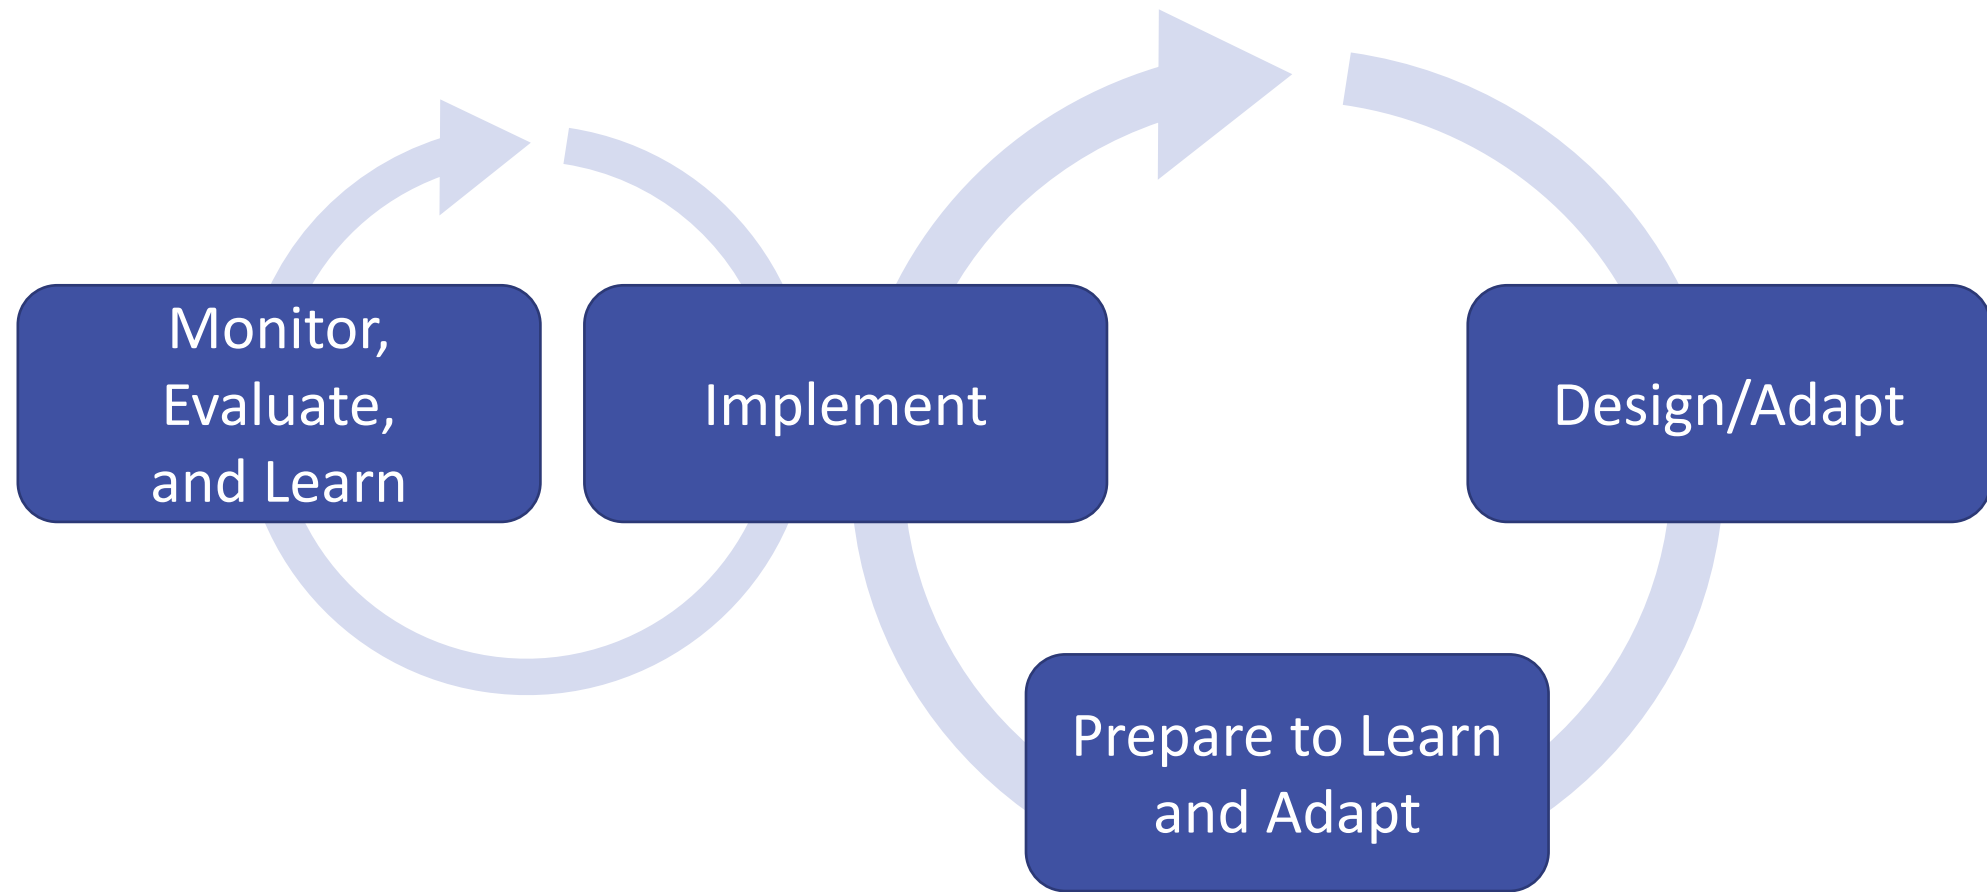 Monitor,
Evaluate,
and Learn
Implement
Design/Adapt
Prepare to Learn
and Adapt